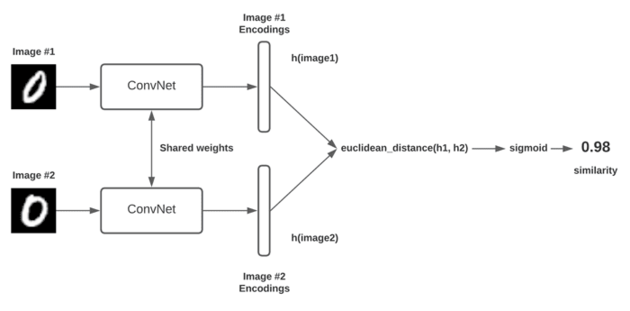 Image #1
Encodings
Image #1
h(image1)
ConvNet
Shared weights
euclidean_distance(h1, h2)
sigmoid
0.98
similarity
Image #2
ConvNet
h(image2)
Image #2
Encodings